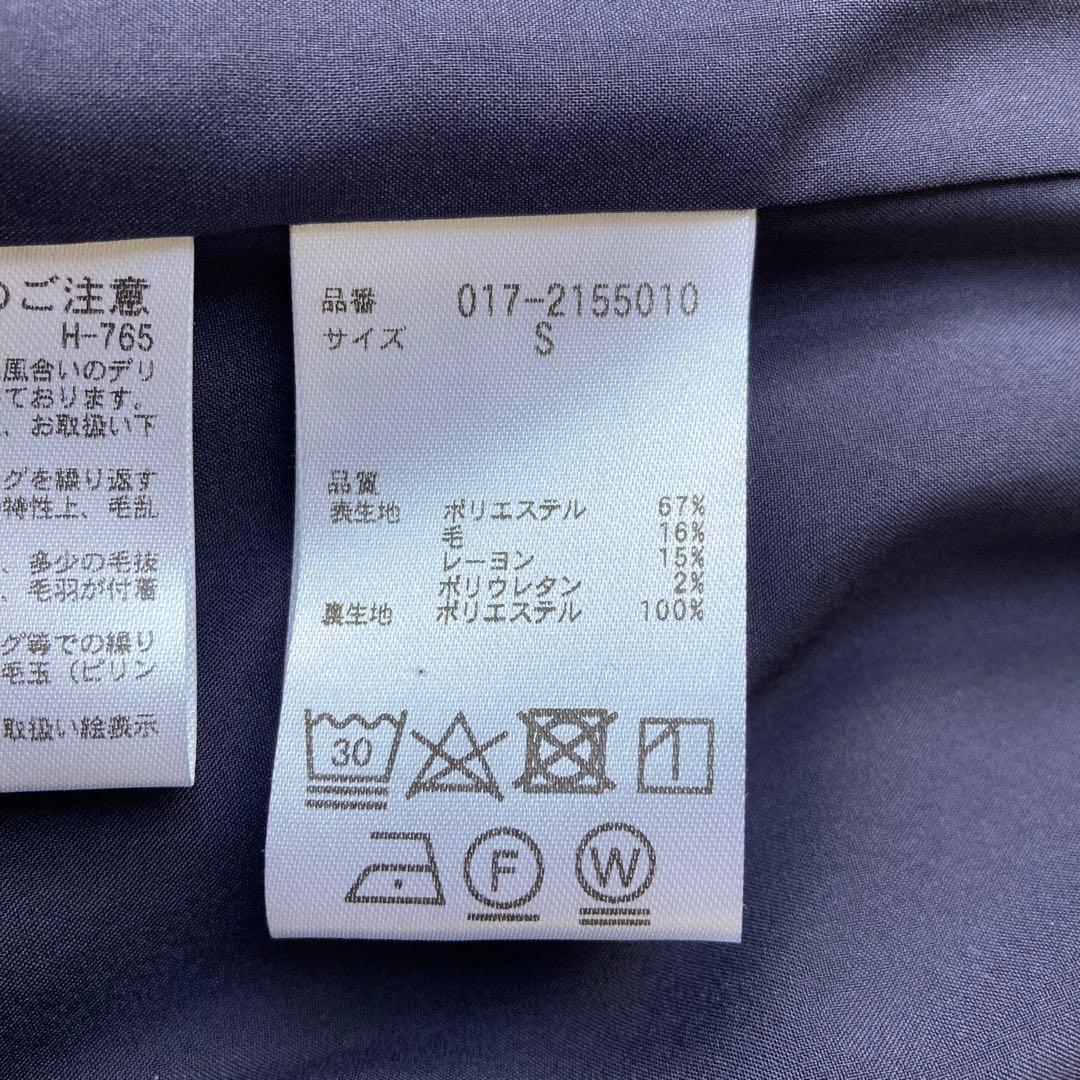 のご注意
H-765
風合いのデリ
ております。
、お取扱い下
グを繰り返す
特性上、毛乱
、多少の毛抜
、毛羽が付着
グ等での繰り
毛玉（ピリン
取扱い絵表示
品番 017-2155010
サイズ S
品質
表生地 ポリエステル 67%
毛 16%
レーヨン 15%
ポリウレタン 2%
裏生地 ポリエステル 100%
30
F W